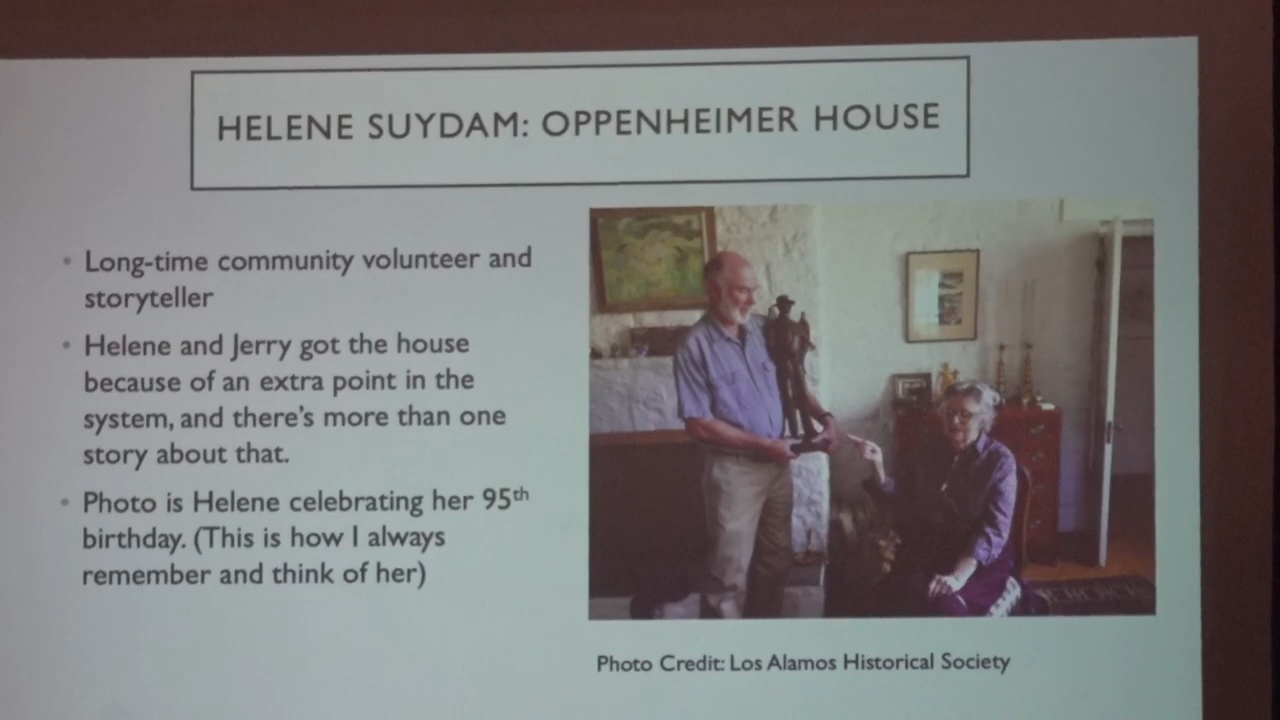 HELENE SUYDAM: OPPENHEIMER HOUSE
• Long-time community volunteer and
storyteller
• Helene and Jerry got the house
because of an extra point in the
system, and there's more than one
story about that.
• Photo is Helene celebrating her 95th
birthday. (This is how I always
remember and think of her)
Photo Credit: Los Alamos Historical Society